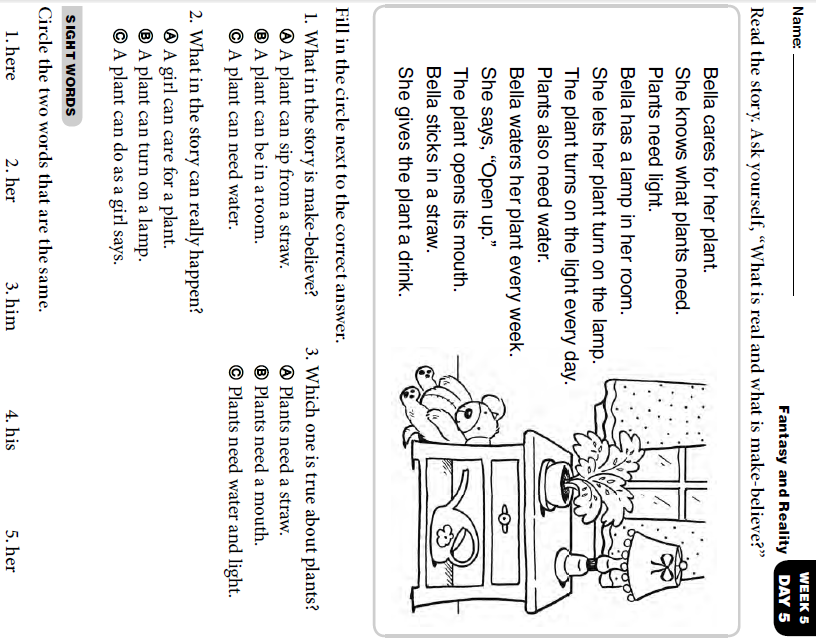 Name:
Fantasy and Reality
WEEK 5
DAY 5
Read the story. Ask yourself, “What is real and what is make-believe?”
Bella cares for her plant.
She knows what plants need.
Plants need light.
Bella has a lamp in her room.
She lets her plant turn on the lamp.
The plant turns on the light every day.
Plants also need water.
Bella waters her plant every week.
She says, “Open up.”
The plant opens its mouth.
Bella sticks in a straw.
She gives the plant a drink.
Fill in the circle next to the correct answer.
1. What in the story is make-believe?
Ⓐ A plant can sip from a straw.
Ⓑ A plant can be in a room.
Ⓒ A plant can need water.
2. What in the story can really happen?
Ⓐ A girl can care for a plant.
Ⓑ A plant can turn on a lamp.
Ⓒ A plant can do as a girl says.
3. Which one is true about plants?
Ⓐ Plants need a straw.
Ⓑ Plants need a mouth.
Ⓒ Plants need water and light.
SIGHT WORDS
Circle the two words that are the same.
1. here 2. her 3. him 4. his 5. her